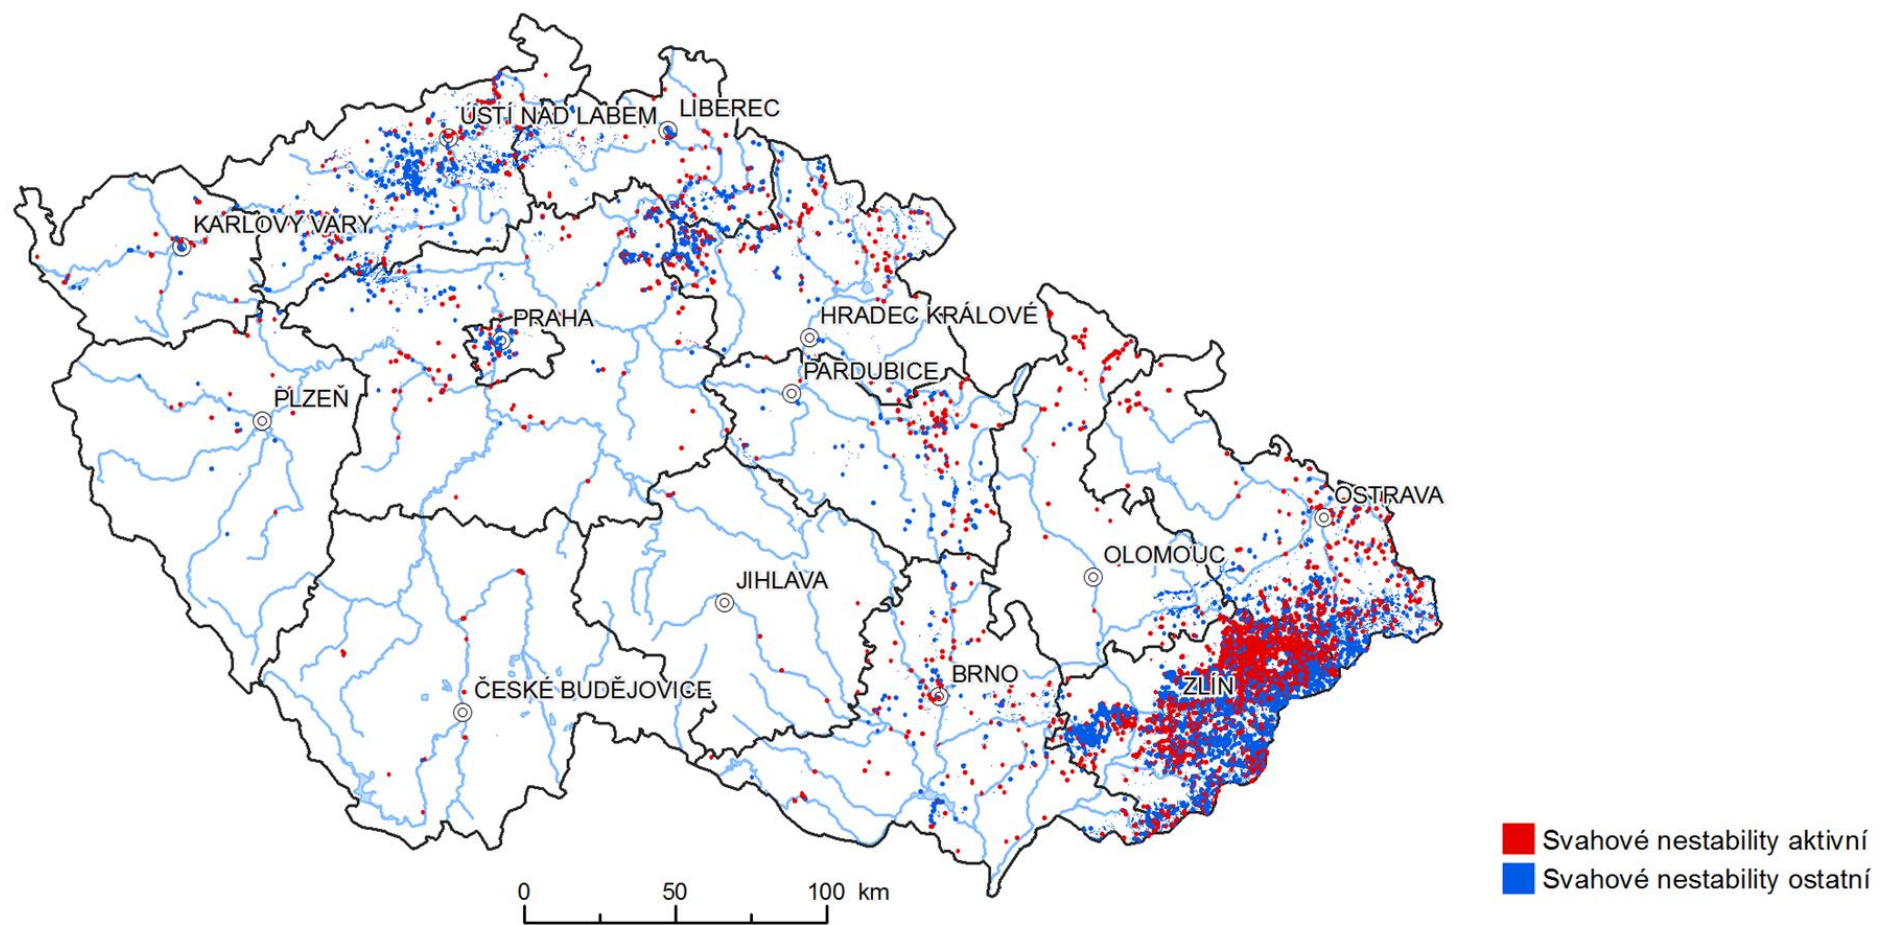 LIBEREC
ÚSTÍ NAD LABEM
KARLOVY VARY
PRAHA
HRADEC KRÁLOVÉ
PARDUBICE
PLZEŇ
OSTRAVA
OLOMOUC
JIHLAVA
BRNO
ZLÍN
ČESKÉ BUDĚJOVICE
Svahové nestability aktivní
Svahové nestability ostatní
0 50 100 km